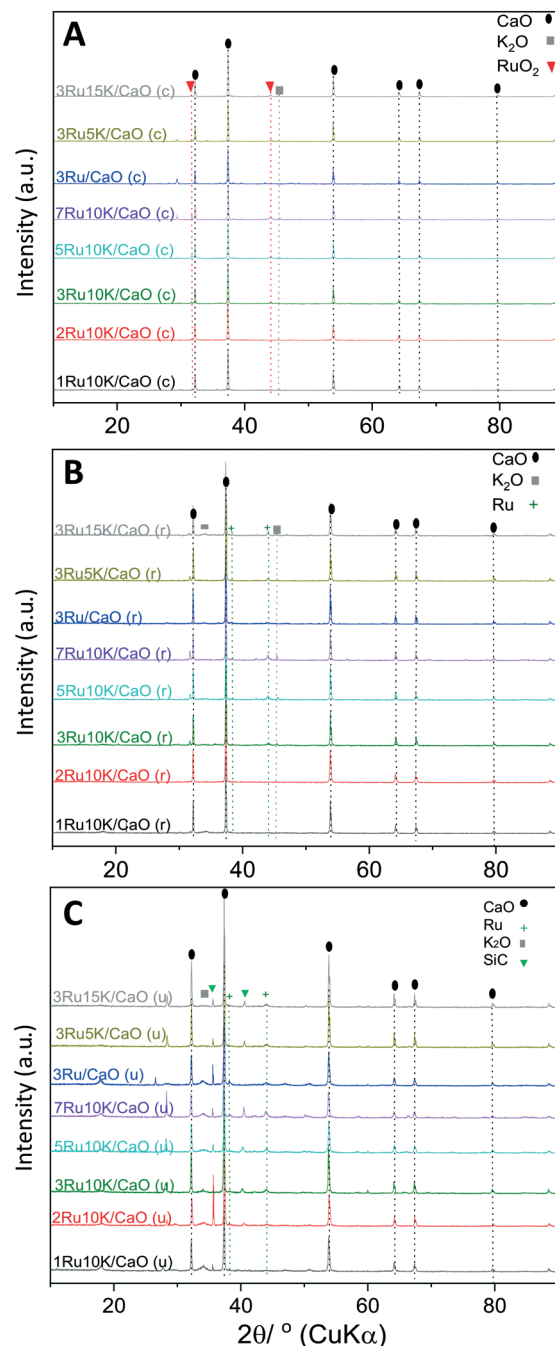 A
CaO
K₂O
RuO₂
3Ru15K/CaO (c)
3Ru5K/CaO (c)
3Ru/CaO (c)
7Ru10K/CaO (c)
5Ru10K/CaO (c)
3Ru10K/CaO (c)
2Ru10K/CaO (c)
1Ru10K/CaO (c)
Intensity (a.u.)
20 40 60 80
B
CaO
K₂O
Ru +
3Ru15K/CaO (r)
3Ru5K/CaO (r)
3Ru/CaO (r)
7Ru10K/CaO (r)
5Ru10K/CaO (r)
3Ru10K/CaO (r)
2Ru10K/CaO (r)
1Ru10K/CaO (r)
Intensity (a.u.)
20 40 60 80
C
CaO
Ru +
K₂O
SiC
3Ru15K/CaO (u)
3Ru5K/CaO (u)
3Ru/CaO (u)
7Ru10K/CaO (u)
5Ru10K/CaO (u)
3Ru10K/CaO (u)
2Ru10K/CaO (u)
1Ru10K/CaO (u)
Intensity (a.u.)
20 40 60 80
2θ/ ° (CuKα)